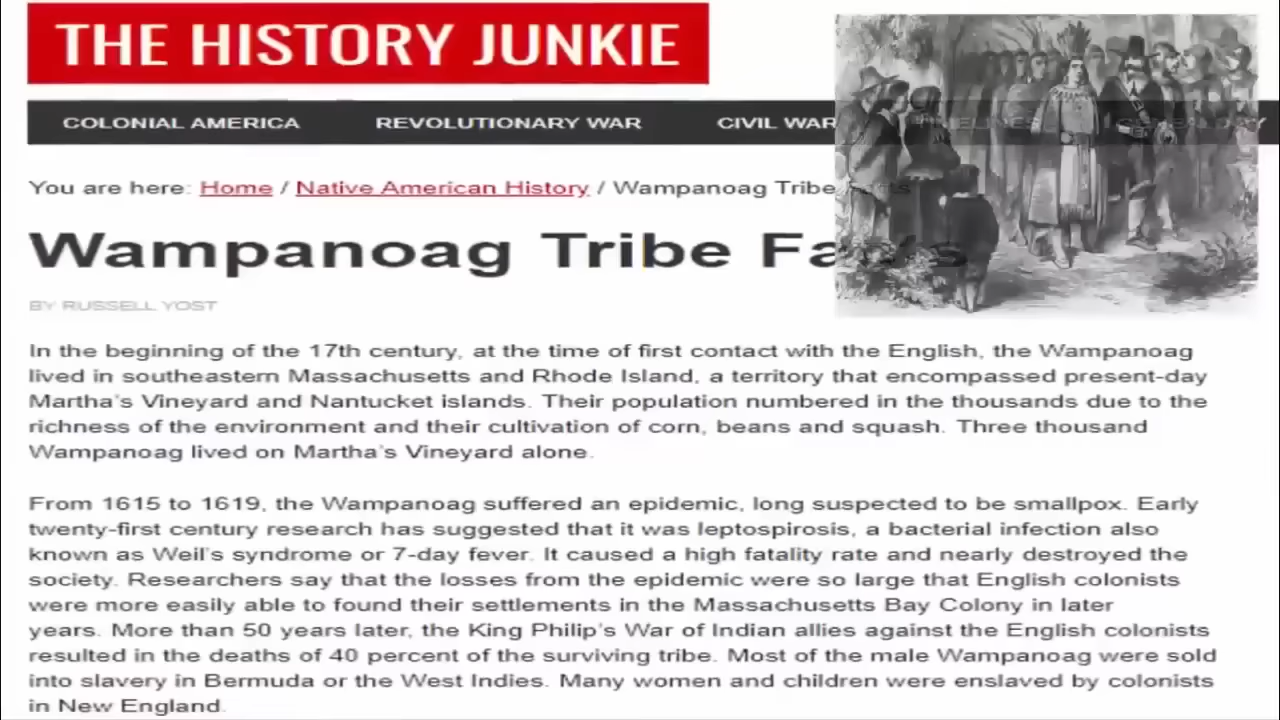 THE HISTORY JUNKIE
COLONIAL AMERICA REVOLUTIONARY WAR CIVIL WAR TIMELINES GENEALOGY
You are here: Home / Native American History / Wampanoag Tribe Facts
Wampanoag Tribe Facts
BY RUSSELL YOST
In the beginning of the 17th century, at the time of first contact with the English, the Wampanoag
lived in southeastern Massachusetts and Rhode Island, a territory that encompassed present-day
Martha's Vineyard and Nantucket islands. Their population numbered in the thousands due to the
richness of the environment and their cultivation of corn, beans and squash. Three thousand
Wampanoag lived on Martha's Vineyard alone.
From 1615 to 1619, the Wampanoag suffered an epidemic, long suspected to be smallpox. Early
twenty-first century research has suggested that it was leptospirosis, a bacterial infection also
known as Weil's syndrome or 7-day fever. It caused a high fatality rate and nearly destroyed the
society. Researchers say that the losses from the epidemic were so large that English colonists
were more easily able to found their settlements in the Massachusetts Bay Colony in later
years. More than 50 years later, the King Philip's War of Indian allies against the English colonists
resulted in the deaths of 40 percent of the surviving tribe. Most of the male Wampanoag were sold
into slavery in Bermuda or the West Indies. Many women and children were enslaved by colonists
in New England.